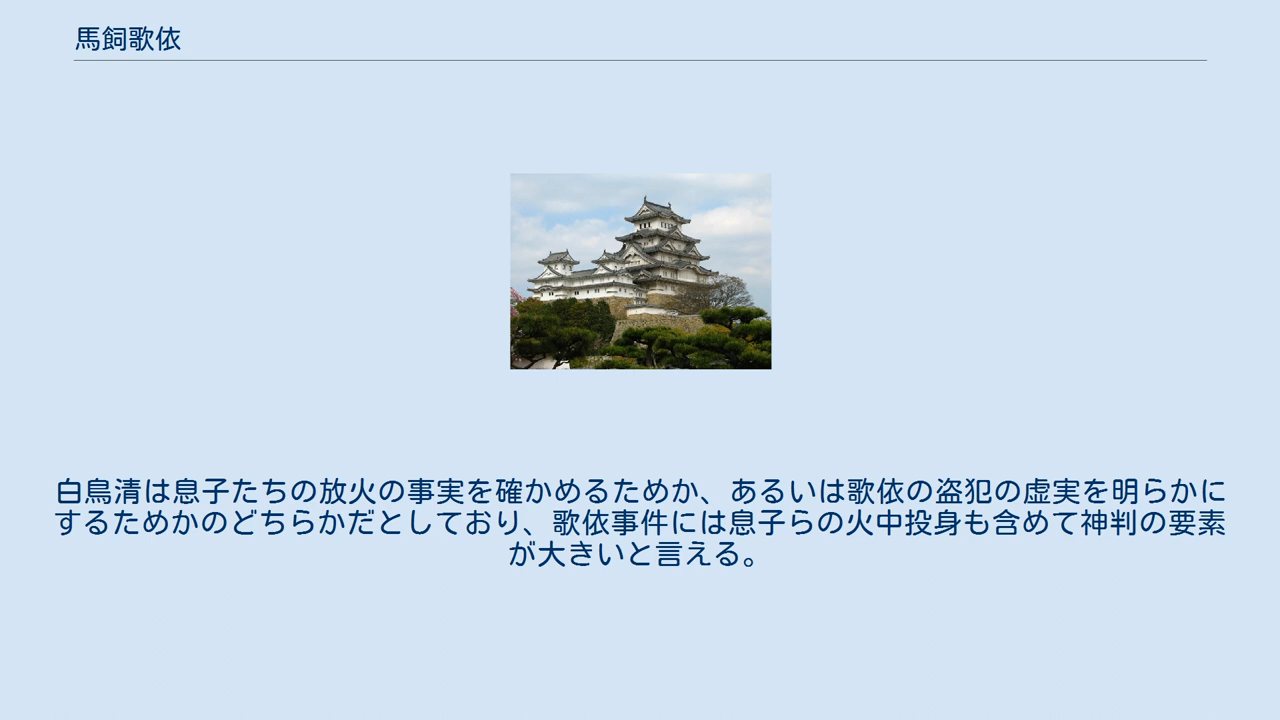 馬飼歌依
白鳥清は息子たちの放火の事実を確かめるためか、あるいは歌依の盗犯の虚実を明らかに
するためかのどちらかだとしており、歌依事件には息子らの火中投身も含めて神判の要素
が大きいと言える。